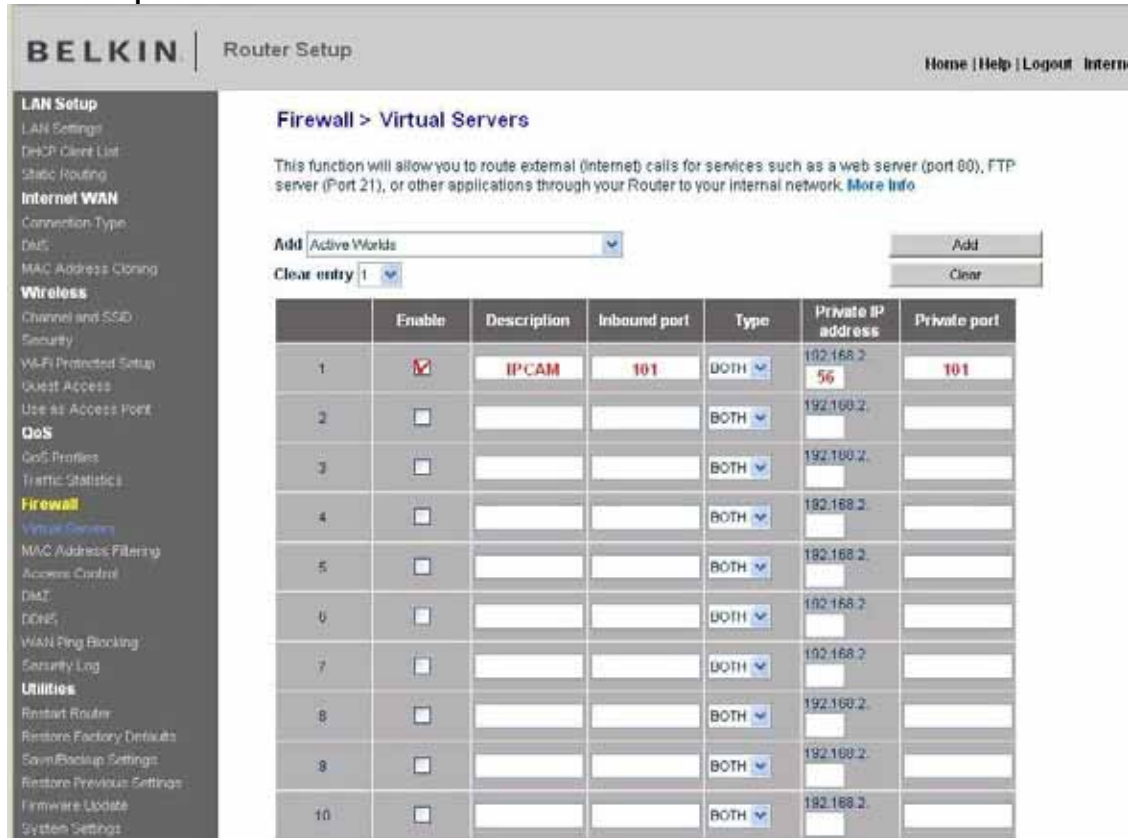 BELKIN Router Setup
Home | Help | Logout Intern
LAN Setup
LAN Settings
DHCP Client List
Static Routing
Internet WAN
Connection Type
DNS
MAC Address Cloning
Wireless
Channel and SSID
Security
Wi-Fi Protected Setup
Guest Access
Use as Access Point
QoS
QoS Profiles
Traffic Statistics
Firewall
Virtual Servers
MAC Address Filtering
Access Control
DMZ
DDNS
WAN Ping Blocking
Security Log
Utilities
Restart Router
Restore Factory Defaults
Save/Backup Settings
Restore Previous Settings
Firmware Update
System Settings
Firewall > Virtual Servers
This function will allow you to route external (Internet) calls for services such as a web server (port 80), FTP
server (Port 21), or other applications through your Router to your internal network. More Info
Add Active Worlds Add
Clear entry 1 Clear
Enable Description Inbound port Type Private IP address Private port
1 IPCAM 101 BOTH 192.168.2. 56 101
2 BOTH 192.168.2.
3 BOTH 192.168.2.
4 BOTH 192.168.2.
5 BOTH 192.168.2.
6 BOTH 192.168.2.
7 BOTH 192.168.2.
8 BOTH 192.168.2.
9 BOTH 192.168.2.
10 BOTH 192.168.2.